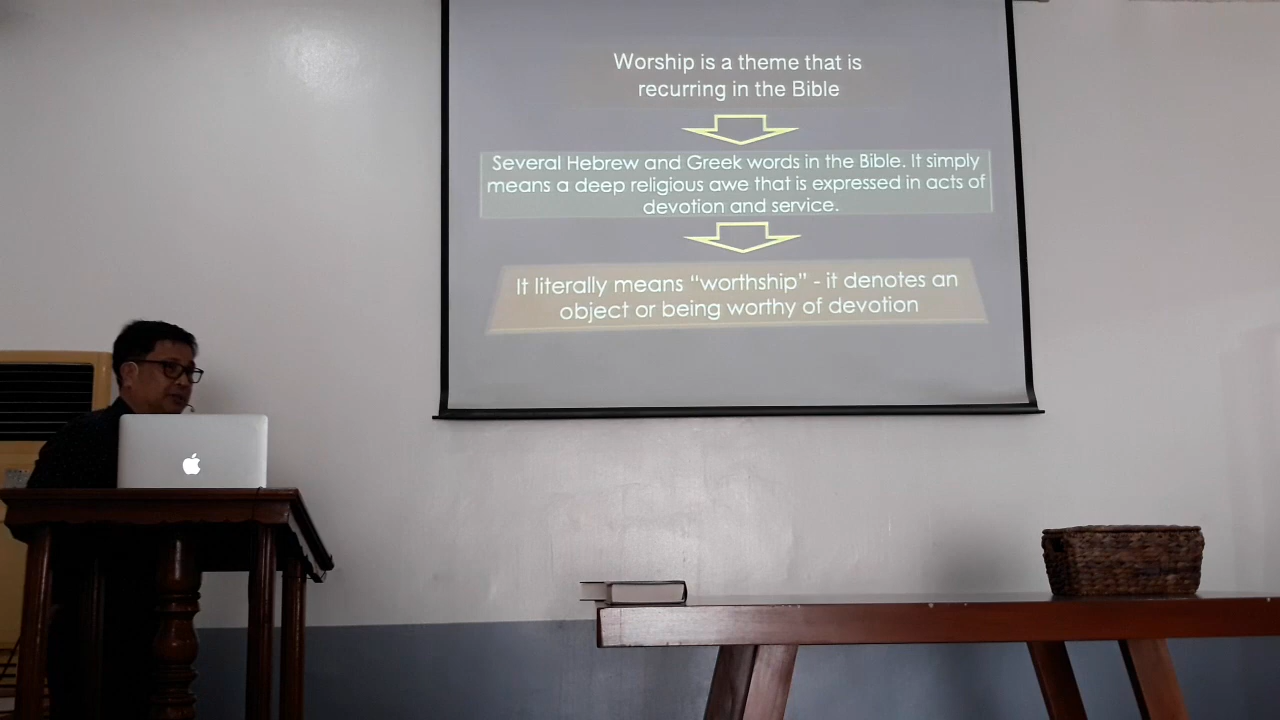 Worship is a theme that is
recurring in the Bible
Several Hebrew and Greek words in the Bible. It simply
means a deep religious awe that is expressed in acts of
devotion and service.
It literally means “worthship” - it denotes an
object or being worthy of devotion